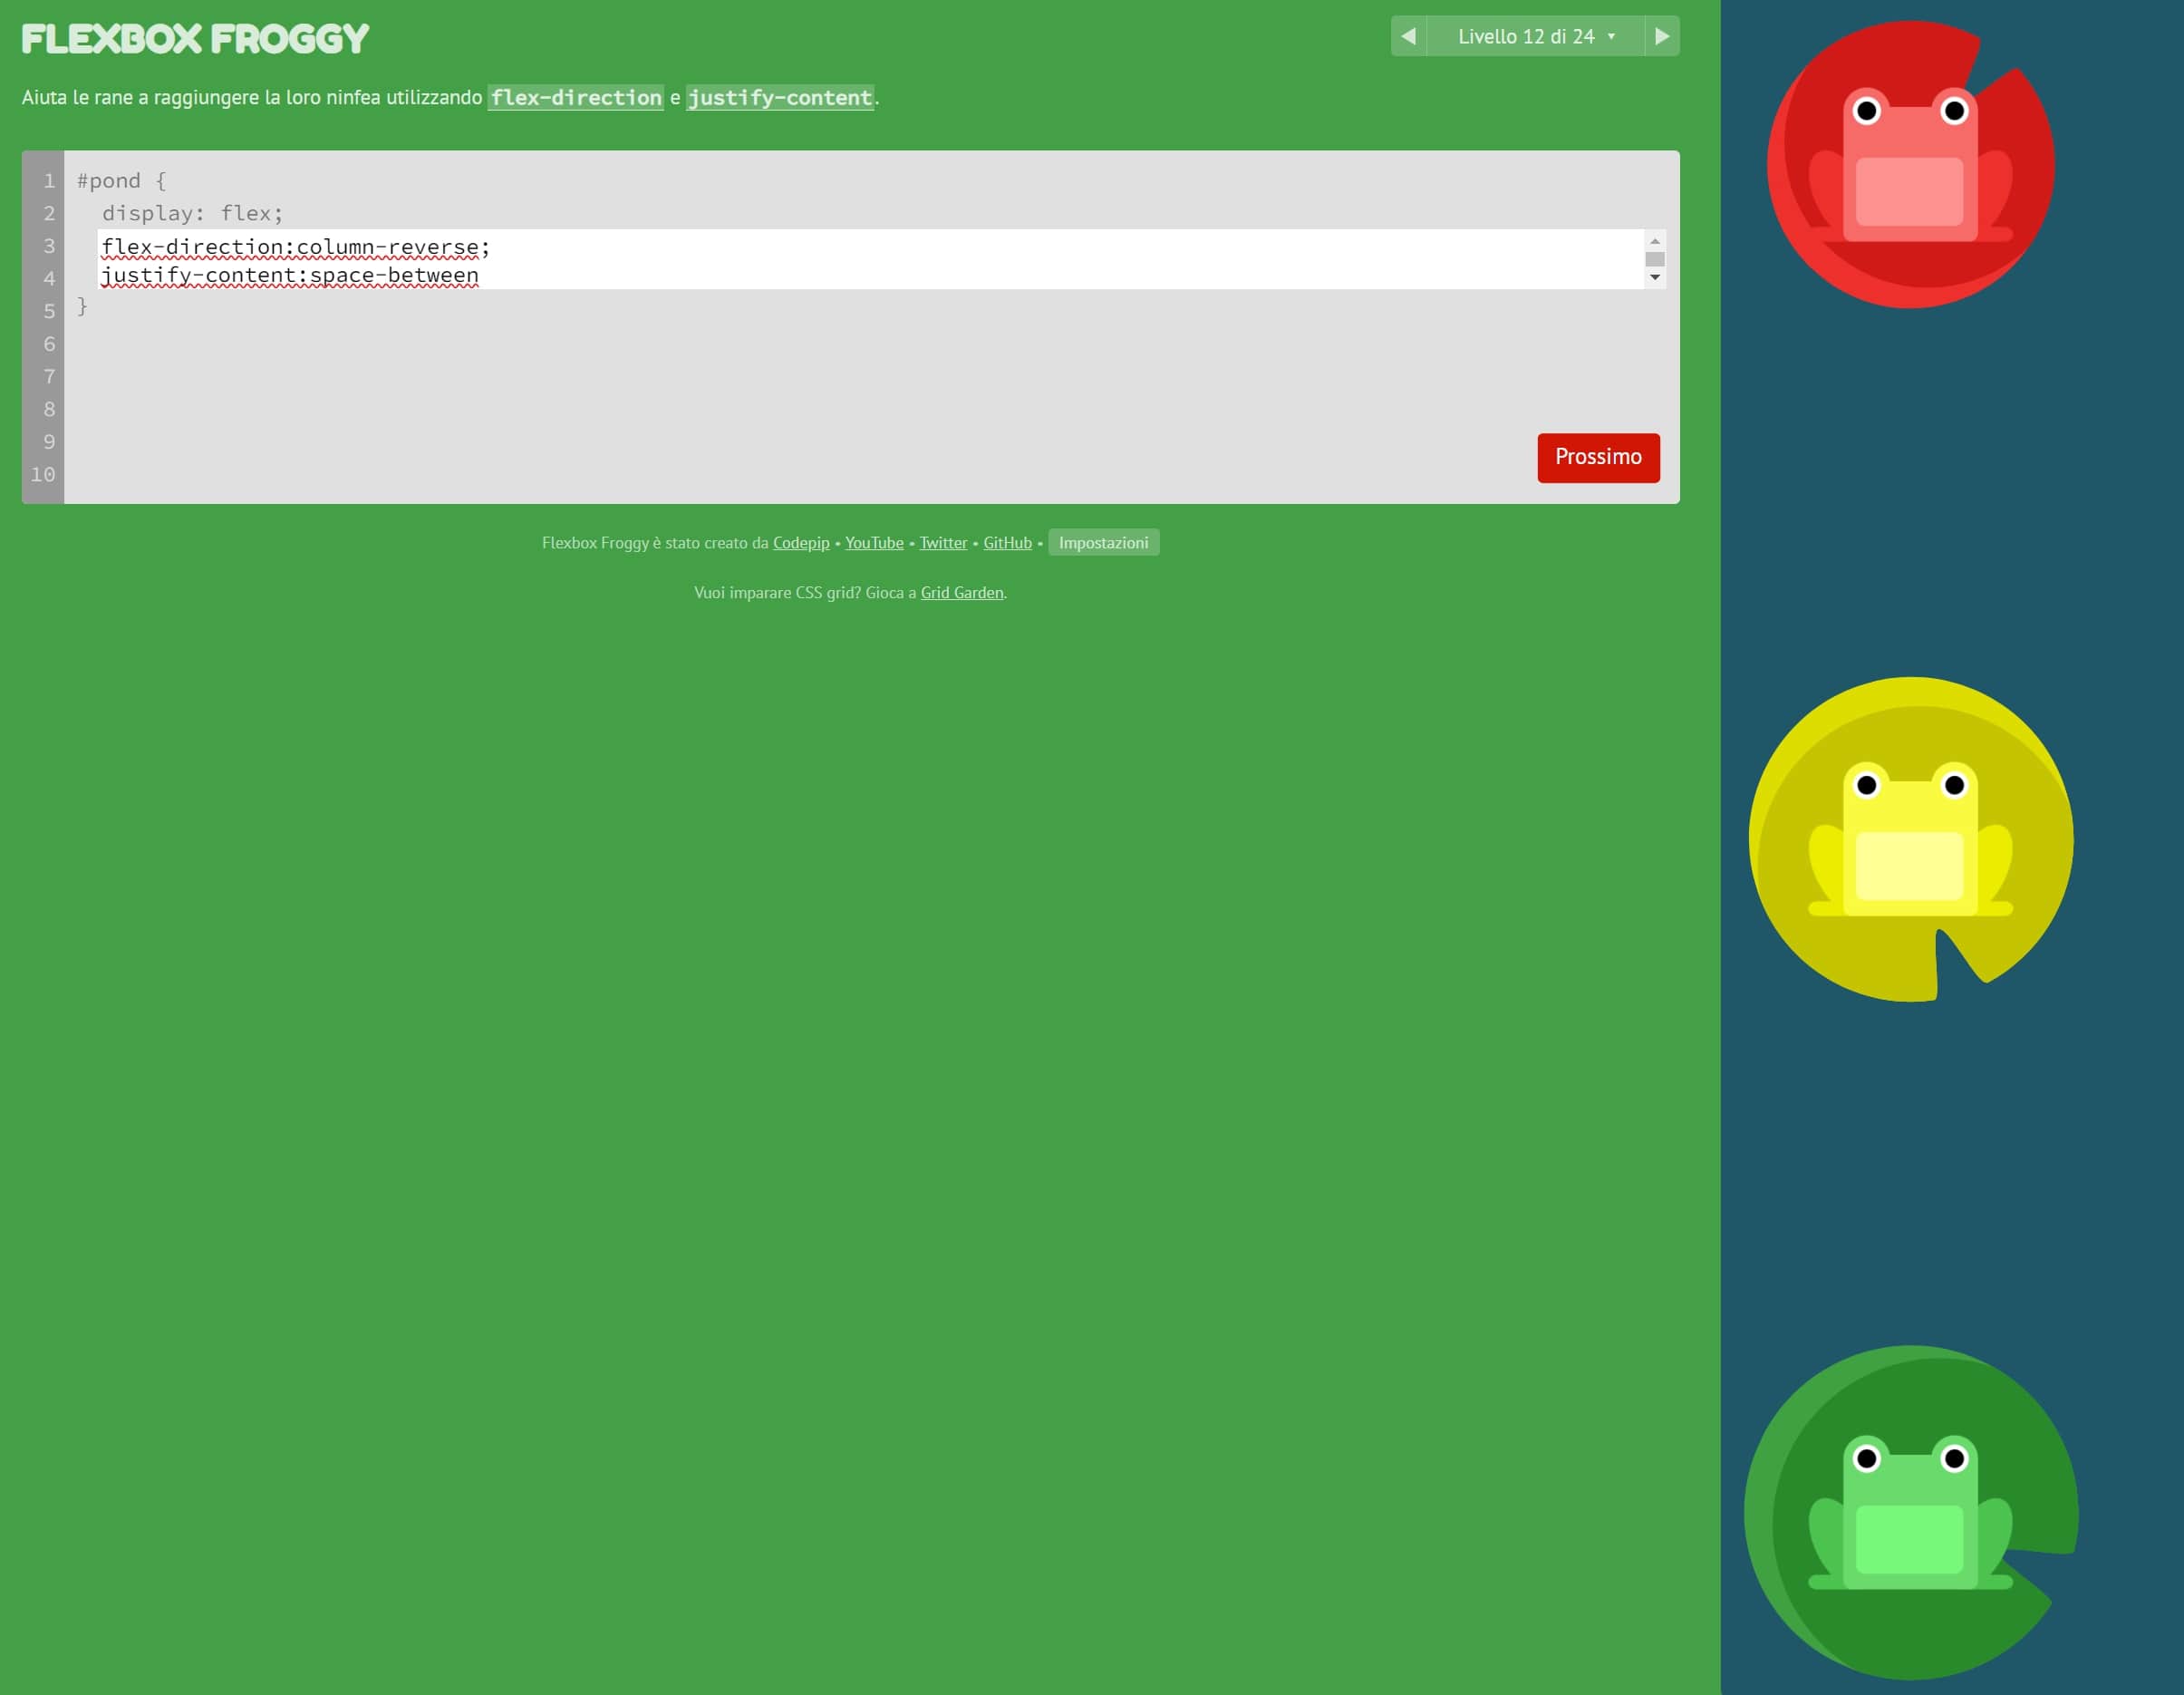 FLEXBOX FROGGY
Livello 12 di 24
Aiuta le rane a raggiungere la loro ninfea utilizzando flex-direction e justify-content.
1 #pond {
2 display: flex;
3 flex-direction:column-reverse;
4 justify-content:space-between
5 }
6
7
8
9
10
Prossimo
Flexbox Froggy è stato creato da Codepip • YouTube • Twitter • GitHub • Impostazioni
Vuoi imparare CSS grid? Gioca a Grid Garden.